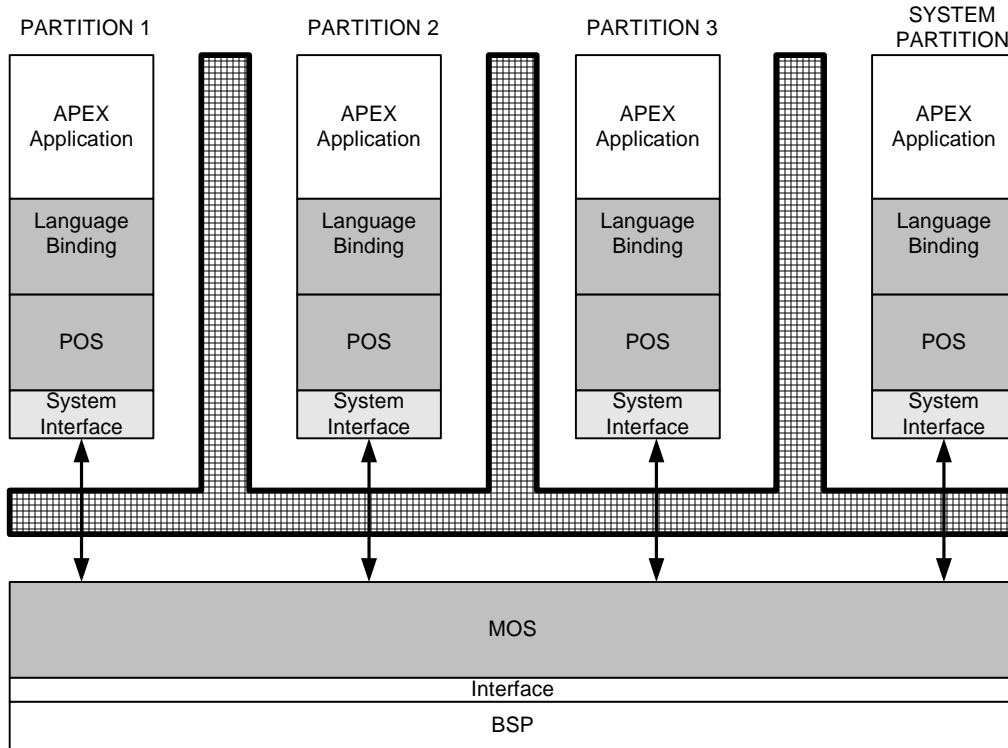 PARTITION 1
PARTITION 2
PARTITION 3
SYSTEM
PARTITION
APEX
Application
APEX
Application
APEX
Application
APEX
Application
Language
Binding
Language
Binding
Language
Binding
Language
Binding
POS
POS
POS
POS
System
Interface
System
Interface
System
Interface
System
Interface
MOS
Interface
BSP